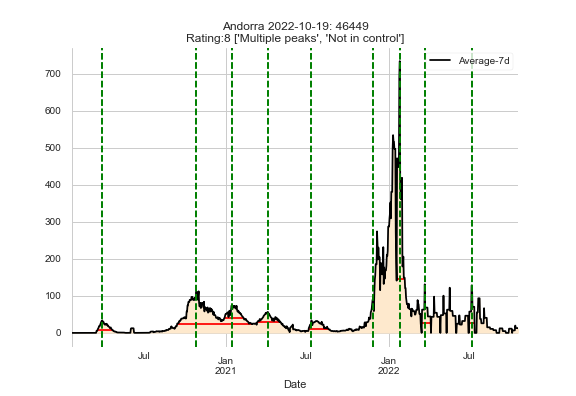 Andorra 2022-10-19: 46449
Rating:8 ['Multiple peaks', 'Not in control']
Average-7d
700
600
500
400
300
200
100
0
Jul
Jan
2021
Jul
Jan
2022
Jul
Date